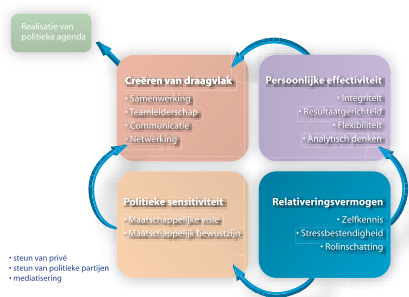 Realisatie van
politieke agenda
Creëren van draagvlak
• Samenwerking
• Teamleiderschap
• Communicatie
• Netwerking
Persoonlijke effectiviteit
• Integriteit
• Resultaatgerichteid
• Flexibiliteit
• Analytisch denken
Politieke sensitiviteit
• Maatschappelijke visie
• Maatschappelijk bewustzijn
Relativeringsvermogen
• Zelfkennis
• Stressbestendigheid
• Rolinschatting
• steun van privé
• steun van politieke partijen
• mediatisering